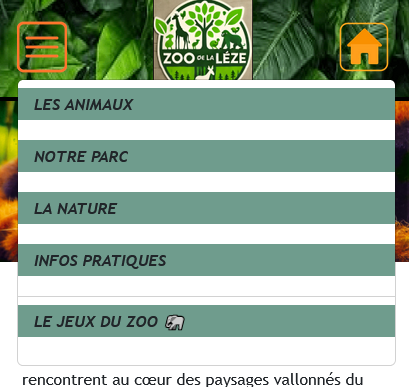 ZOO DE LA LÉZE
LES ANIMAUX
NOTRE PARC
LA NATURE
INFOS PRATIQUES
LE JEUX DU ZOO
rencontrent au cœur des paysages vallonnés du